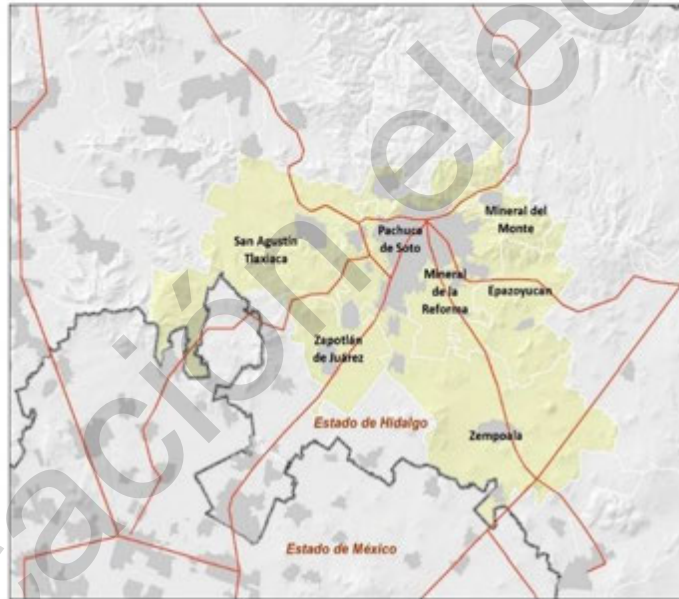 Mineral del
Monte
Pachuca
de Soto
San Agustín
Tlaxiaca
Mineral
de la
Reforma
Epazoyucan
Zapotlán
de Juárez
Estado de Hidalgo
Zempoala
Estado de México